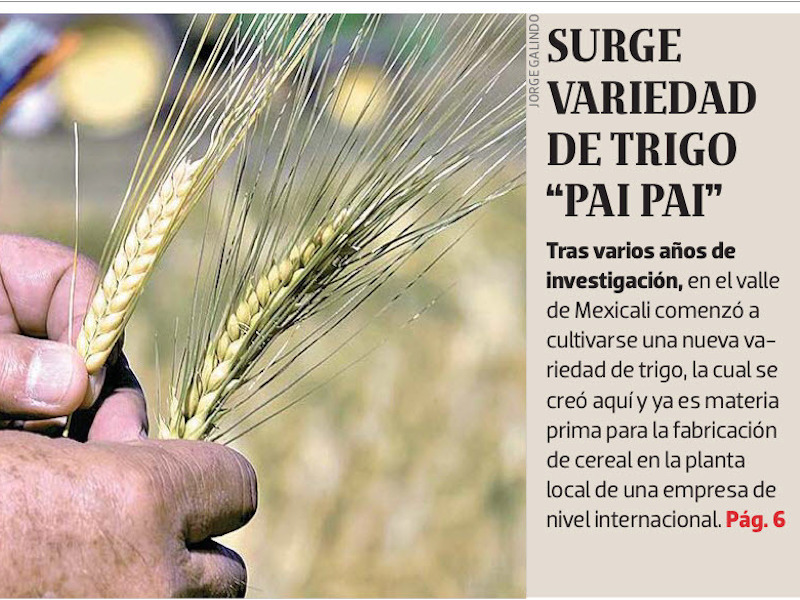 JORGE GALINDO
SURGE
VARIEDAD
DE TRIGO
“PAI PAI”
Tras varios años de
investigación, en el valle
de Mexicali comenzó a
cultivarse una nueva va-
riedad de trigo, la cual se
creó aquí y ya es materia
prima para la fabricación
de cereal en la planta
local de una empresa de
nivel internacional. Pág. 6